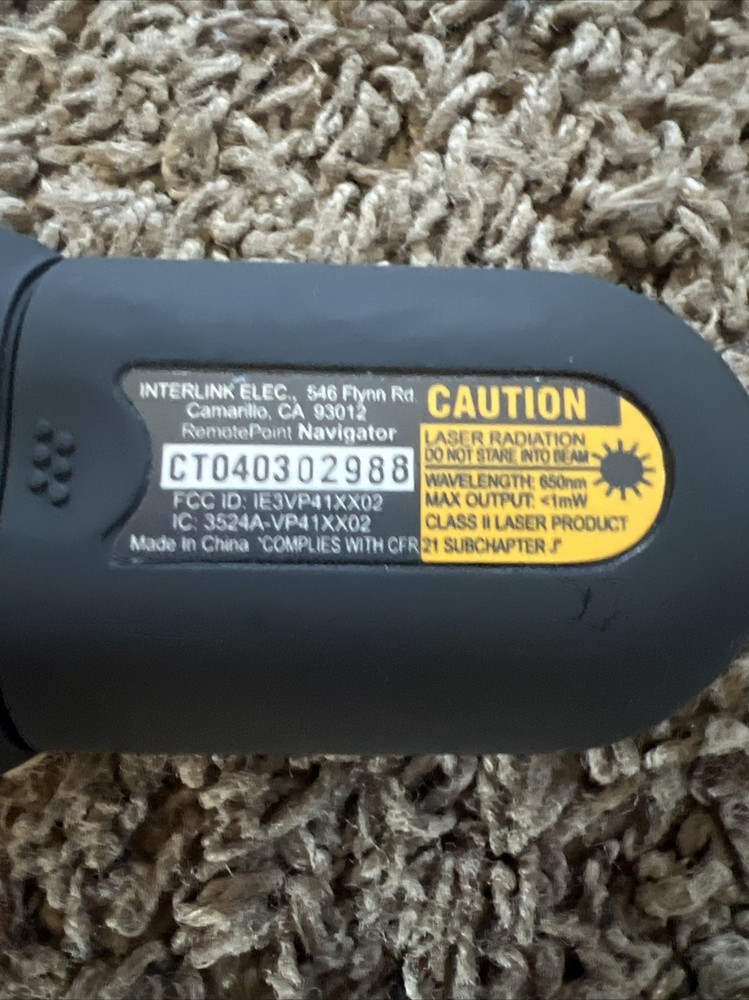 INTERLINK ELEC., 546 Flynn Rd.
Camarillo, CA 93012
RemotePoint Navigator
CT040302988
FCC ID: IE3VP41XX02
IC: 3524A-VP41XX02
Made In China "COMPLIES WITH CFR 21 SUBCHAPTER J"
CAUTION
LASER RADIATION
DO NOT STARE INTO BEAM
WAVELENGTH: 650nm
MAX OUTPUT: <1mW
CLASS II LASER PRODUCT